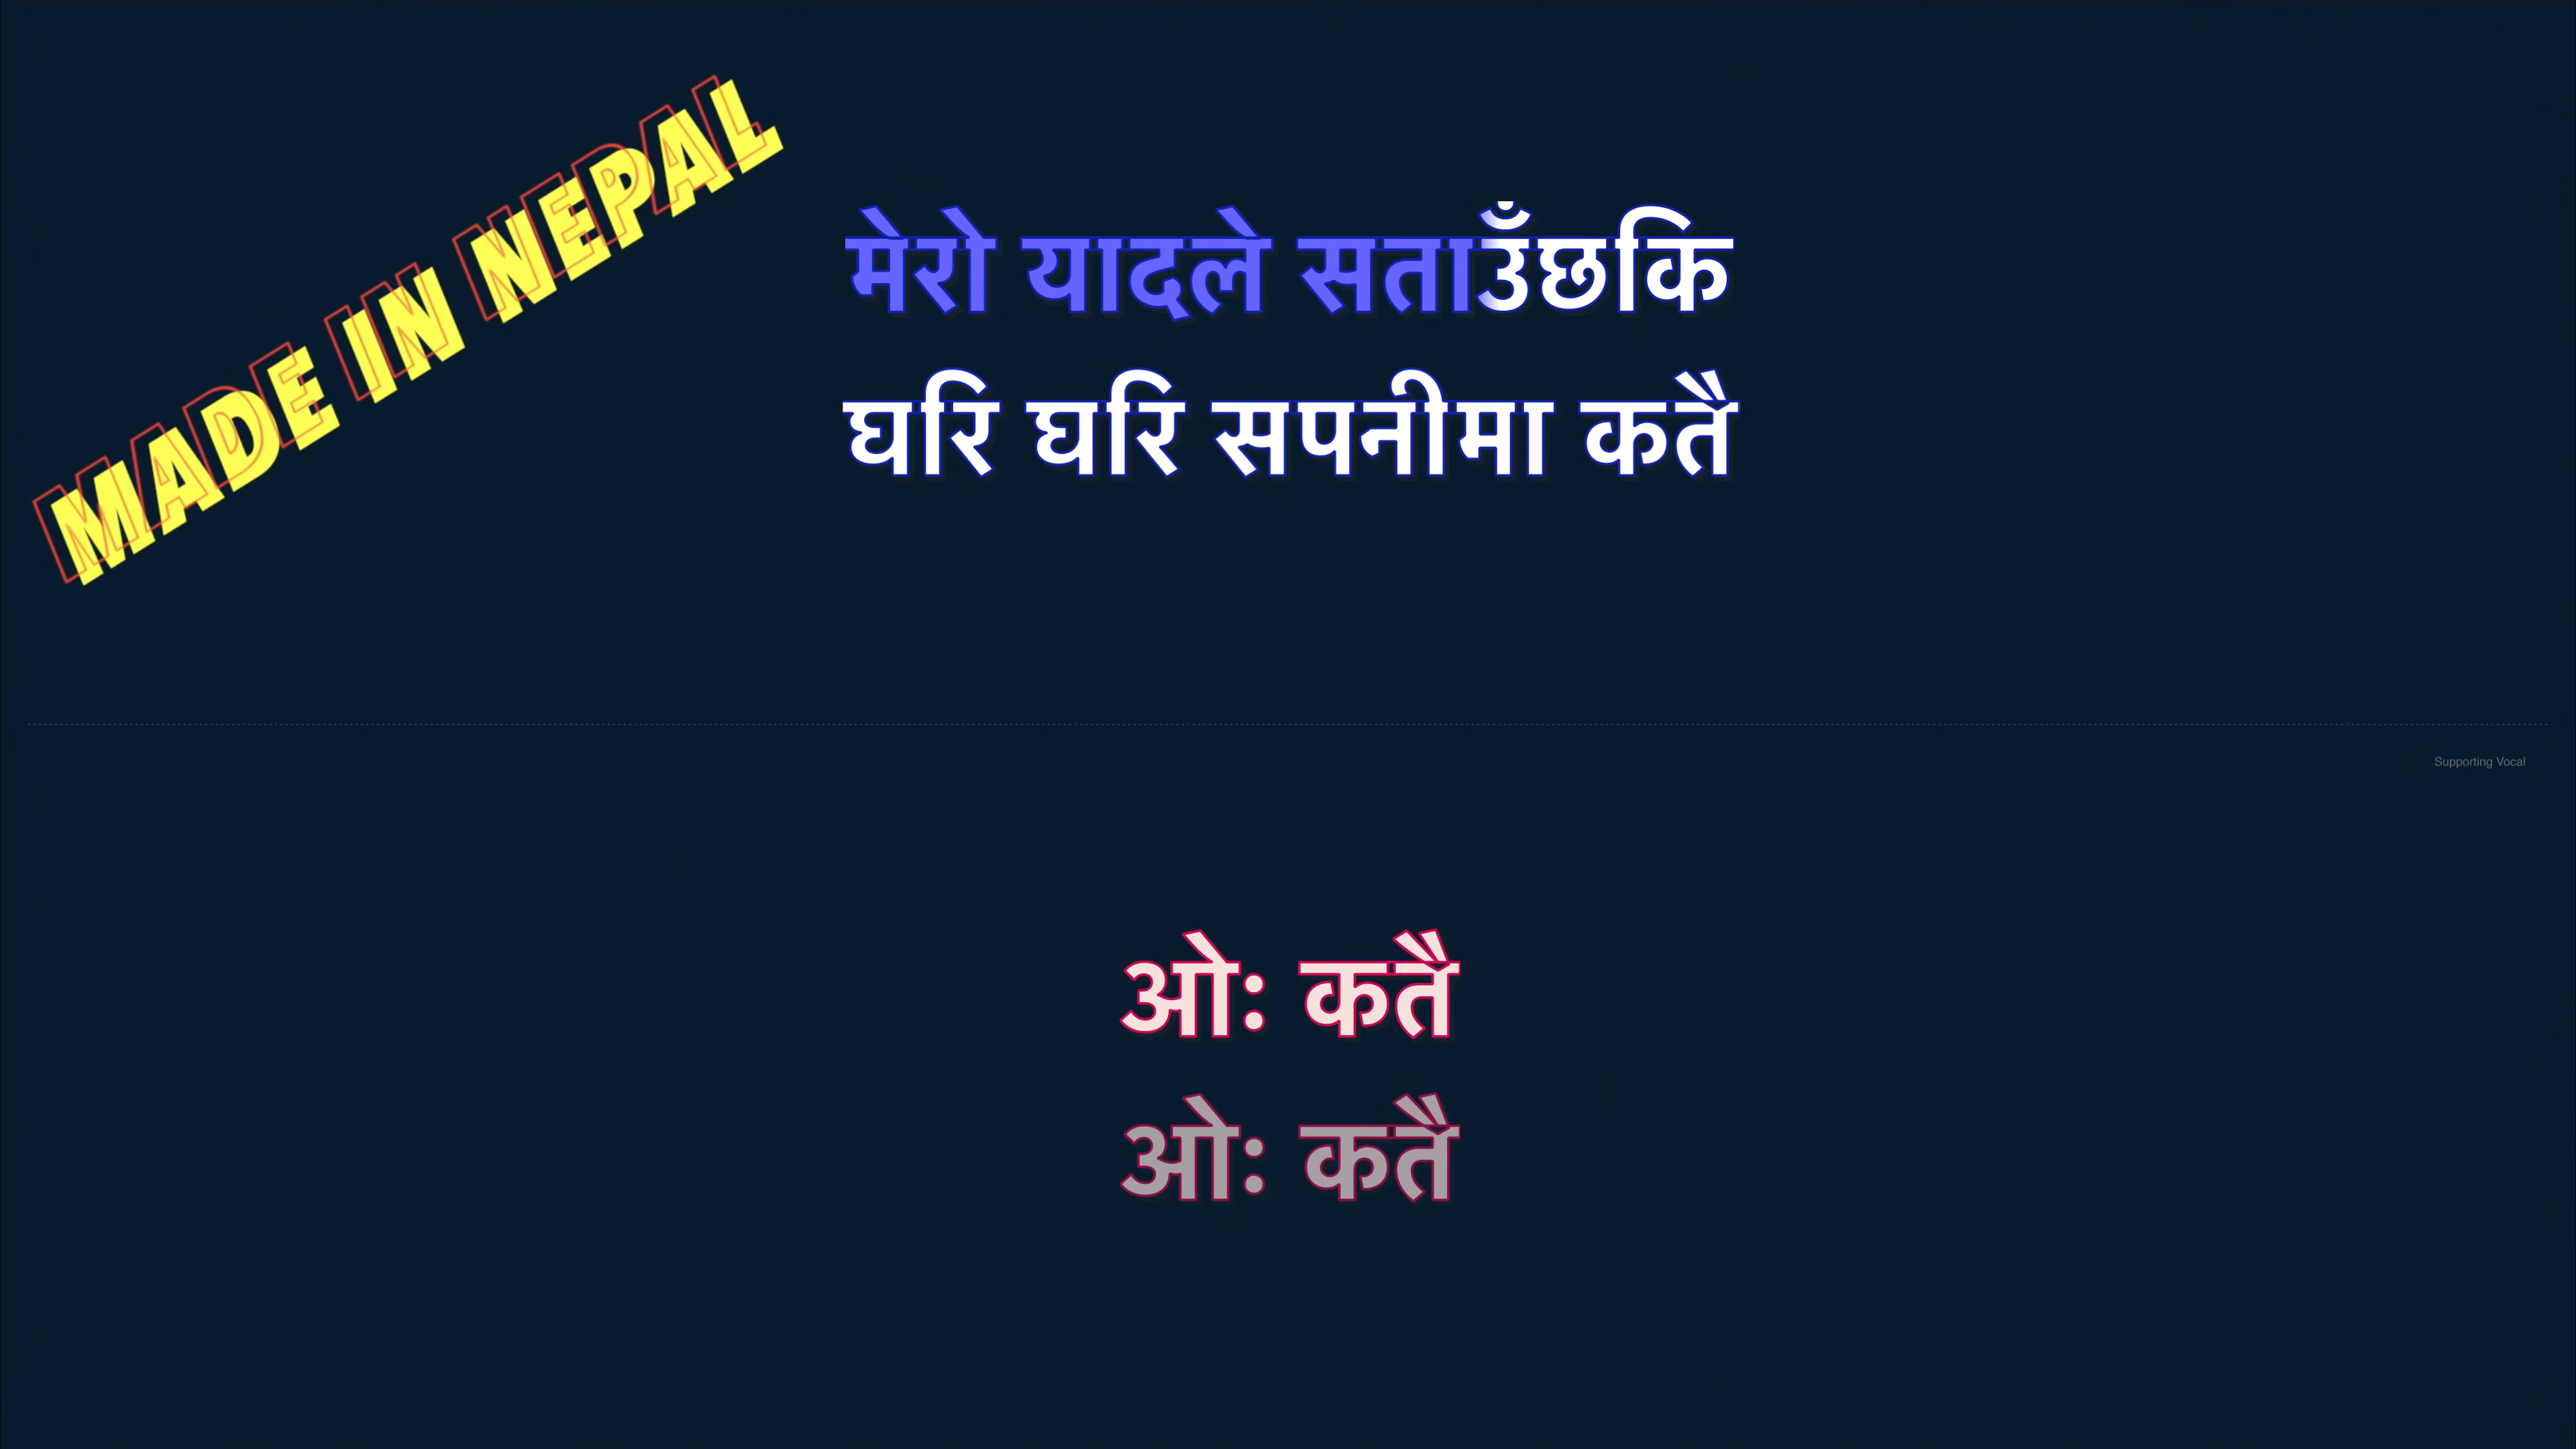 MADE IN NEPAL
मेरो यादले सताउँछकि
घरि घरि सपनीमा कतै
Supporting Vocal
ओः कतै
ओः कतै